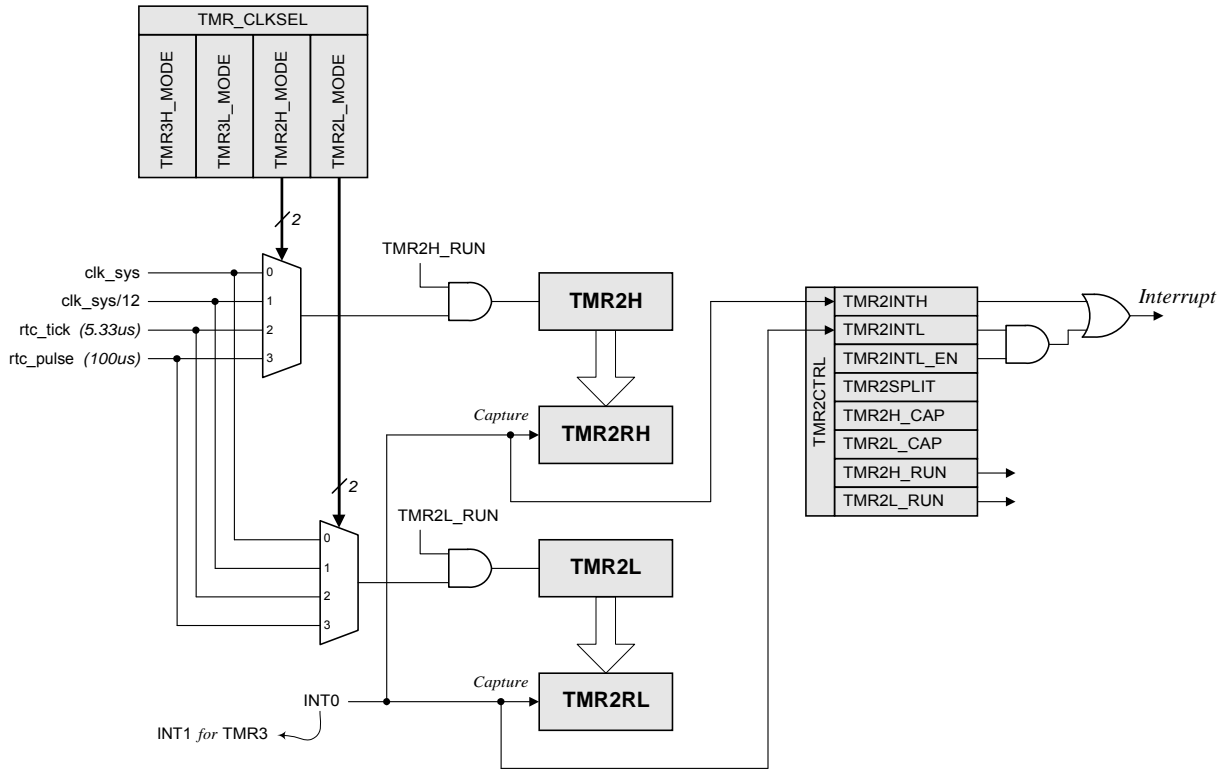 TMR_CLKSEL
TMR3H_MODE
TMR3L_MODE
TMR2H_MODE
TMR2L_MODE
2
clk_sys
clk_sys/12
rtc_tick (5.33us)
rtc_pulse (100us)
0
1
2
3
TMR2H_RUN
TMR2H
Capture
TMR2RH
2
0
1
2
3
TMR2L_RUN
TMR2L
Capture
TMR2RL
INT0
INT1 for TMR3
TMR2CTRL
TMR2INTH
TMR2INTL
TMR2INTL_EN
TMR2SPLIT
TMR2H_CAP
TMR2L_CAP
TMR2H_RUN
TMR2L_RUN
Interrupt